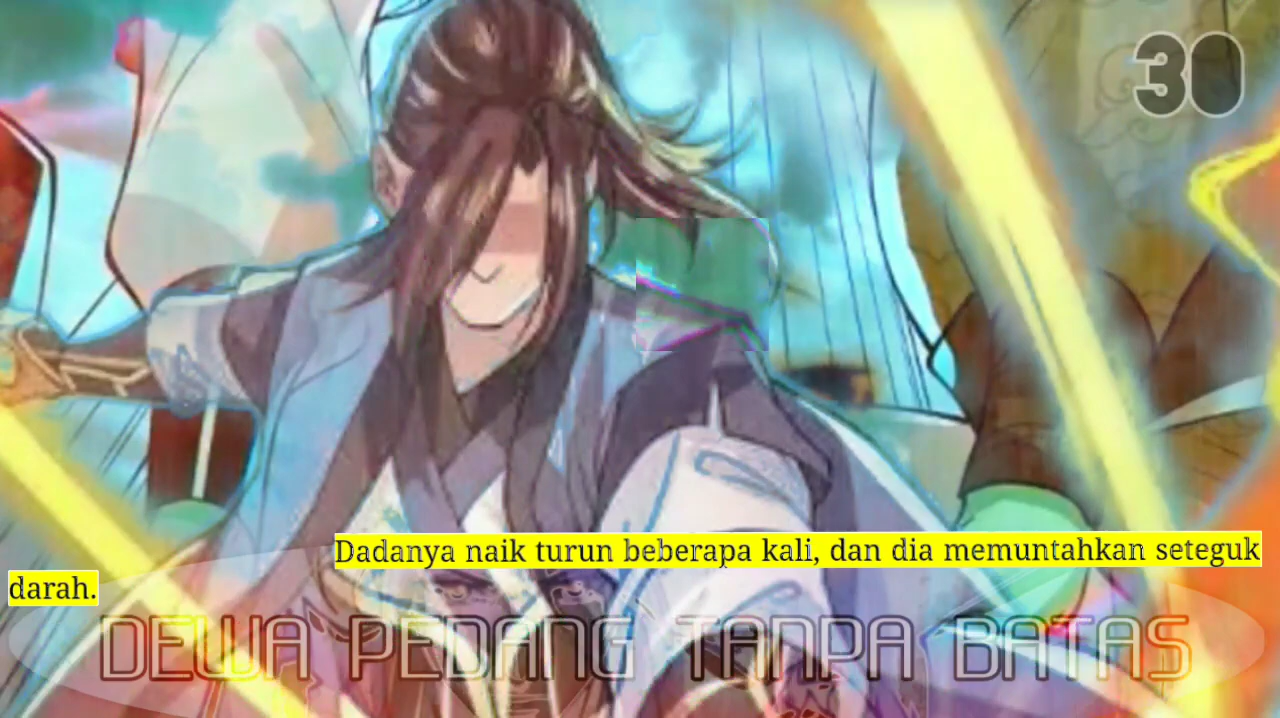 30
Dadanya naik turun beberapa kali, dan dia memuntahkan seteguk
darah.
DEWA PEDANG TANPA BATAS